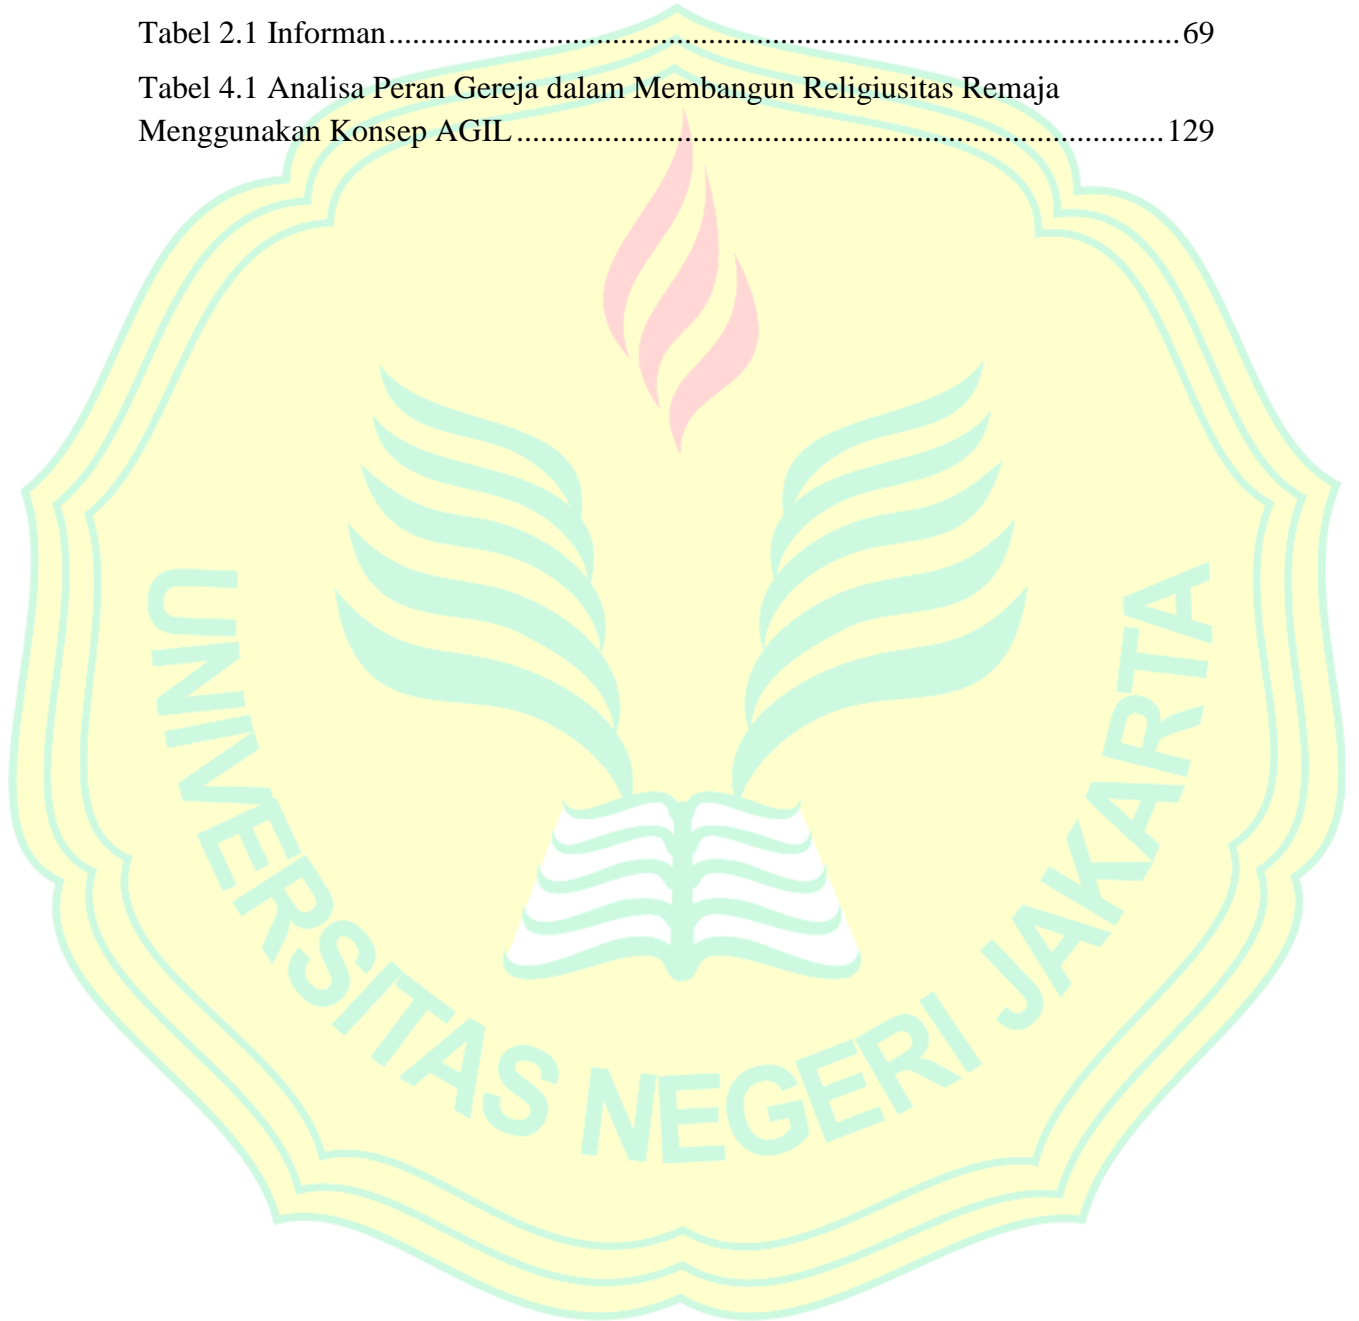 Tabel 2.1 Informan....................................................................................................69
Tabel 4.1 Analisa Peran Gereja dalam Membangun Religiusitas Remaja
Menggunakan Konsep AGIL..................................................................................129
UNIVERSITAS NEGERI JAKARTA